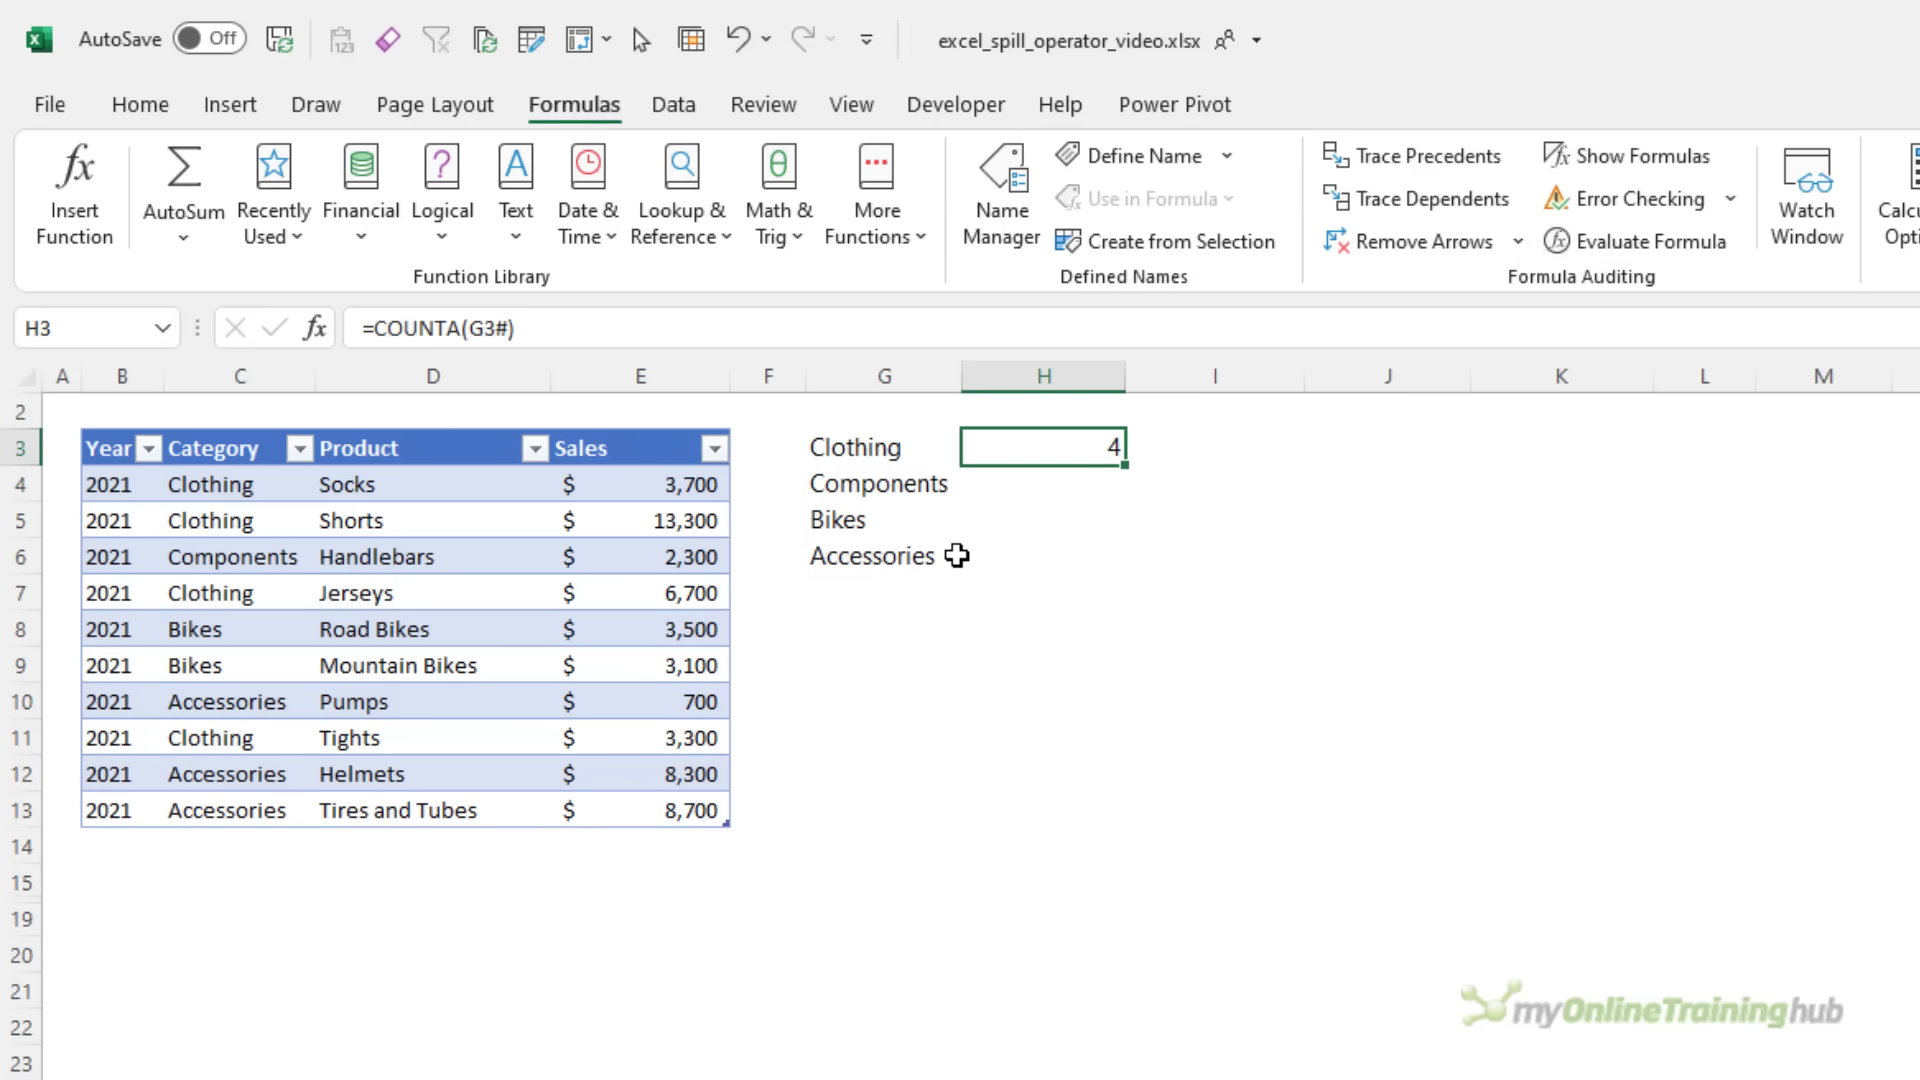 AutoSave Off excel_spill_operator_video.xlsx
File Home Insert Draw Page Layout Formulas Data Review View Developer Help Power Pivot
Insert Function
AutoSum
Recently Used
Financial
Logical
Text
Date & Time
Lookup & Reference
Math & Trig
More Functions
Function Library
Name Manager
Define Name
Use in Formula
Create from Selection
Defined Names
Trace Precedents
Trace Dependents
Remove Arrows
Show Formulas
Error Checking
Evaluate Formula
Formula Auditing
Watch Window
H3 fx =COUNTA(G3#)
A B C D E F G H I J K L M
2
3 Year Category Product Sales Clothing 4
4 2021 Clothing Socks $ 3,700 Components
5 2021 Clothing Shorts $ 13,300 Bikes
6 2021 Components Handlebars $ 2,300 Accessories
7 2021 Clothing Jerseys $ 6,700
8 2021 Bikes Road Bikes $ 3,500
9 2021 Bikes Mountain Bikes $ 3,100
10 2021 Accessories Pumps $ 700
11 2021 Clothing Tights $ 3,300
12 2021 Accessories Helmets $ 8,300
13 2021 Accessories Tires and Tubes $ 8,700
14
15
19
20
21
22
23
myOnlineTraininghub